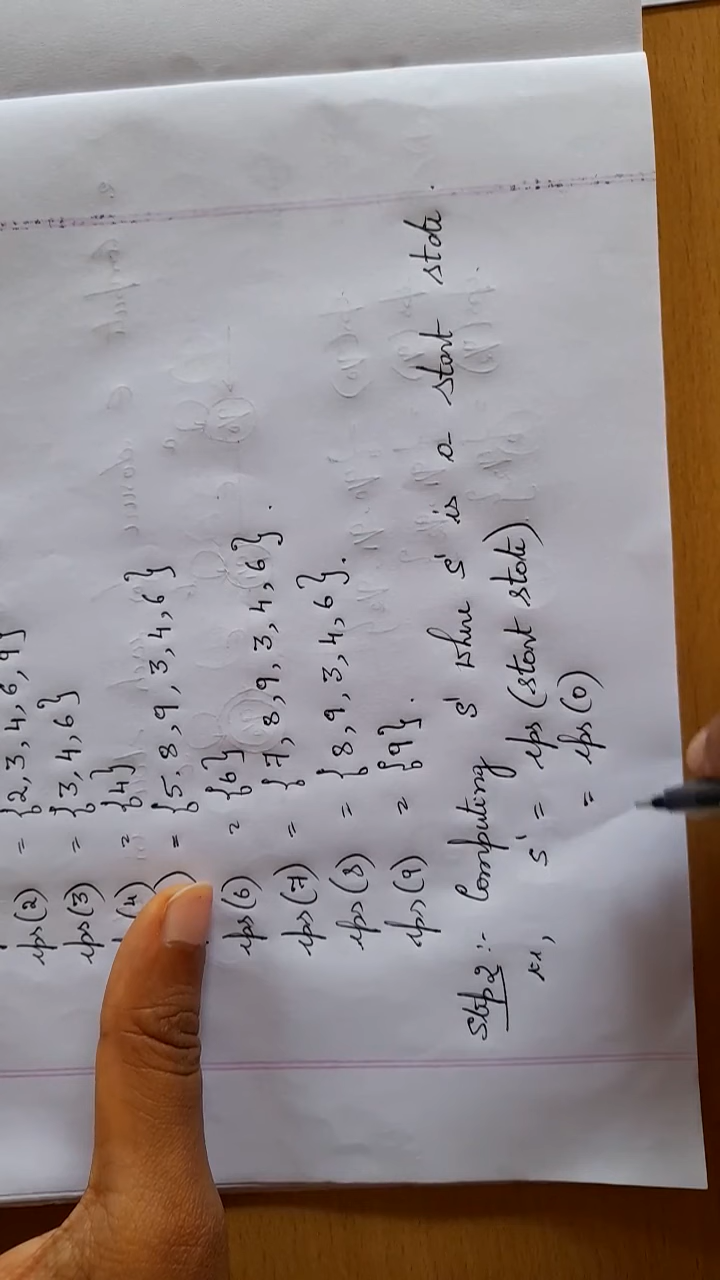 eps(2) = {2, 3, 4, 6, 9}
eps(3) = {3, 4, 6}
(4) = {4}
) = {5, 8, 9, 3, 4, 6}
eps(6) = {6}
eps(7) = {7, 8, 9, 3, 4, 6}.
eps(8) = {8, 9, 3, 4, 6}.
eps(9) = {9}.
Step 2 :- Computing s' where s' is a start state.
s' = eps (start state)
= eps (0)